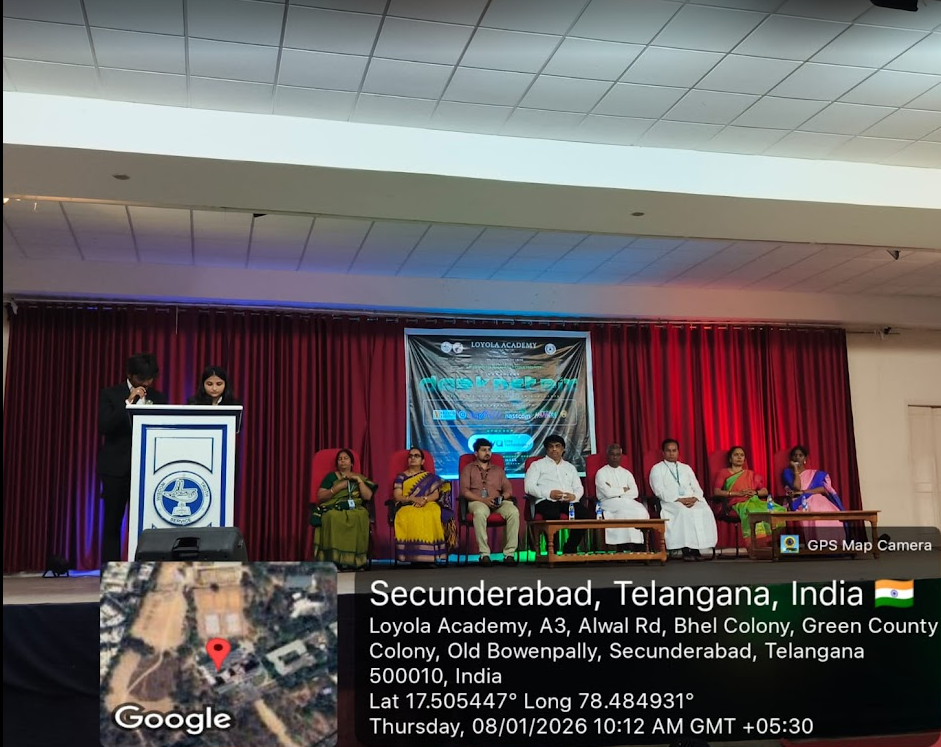 LOYOLA ACADEMY
nasscom
SERVICE
GPS Map Camera
Google
Secunderabad, Telangana, India 🇮🇳
Loyola Academy, A3, Alwal Rd, Bhel Colony, Green County
Colony, Old Bowenpally, Secunderabad, Telangana
500010, India
Lat 17.505447° Long 78.484931°
Thursday, 08/01/2026 10:12 AM GMT +05:30